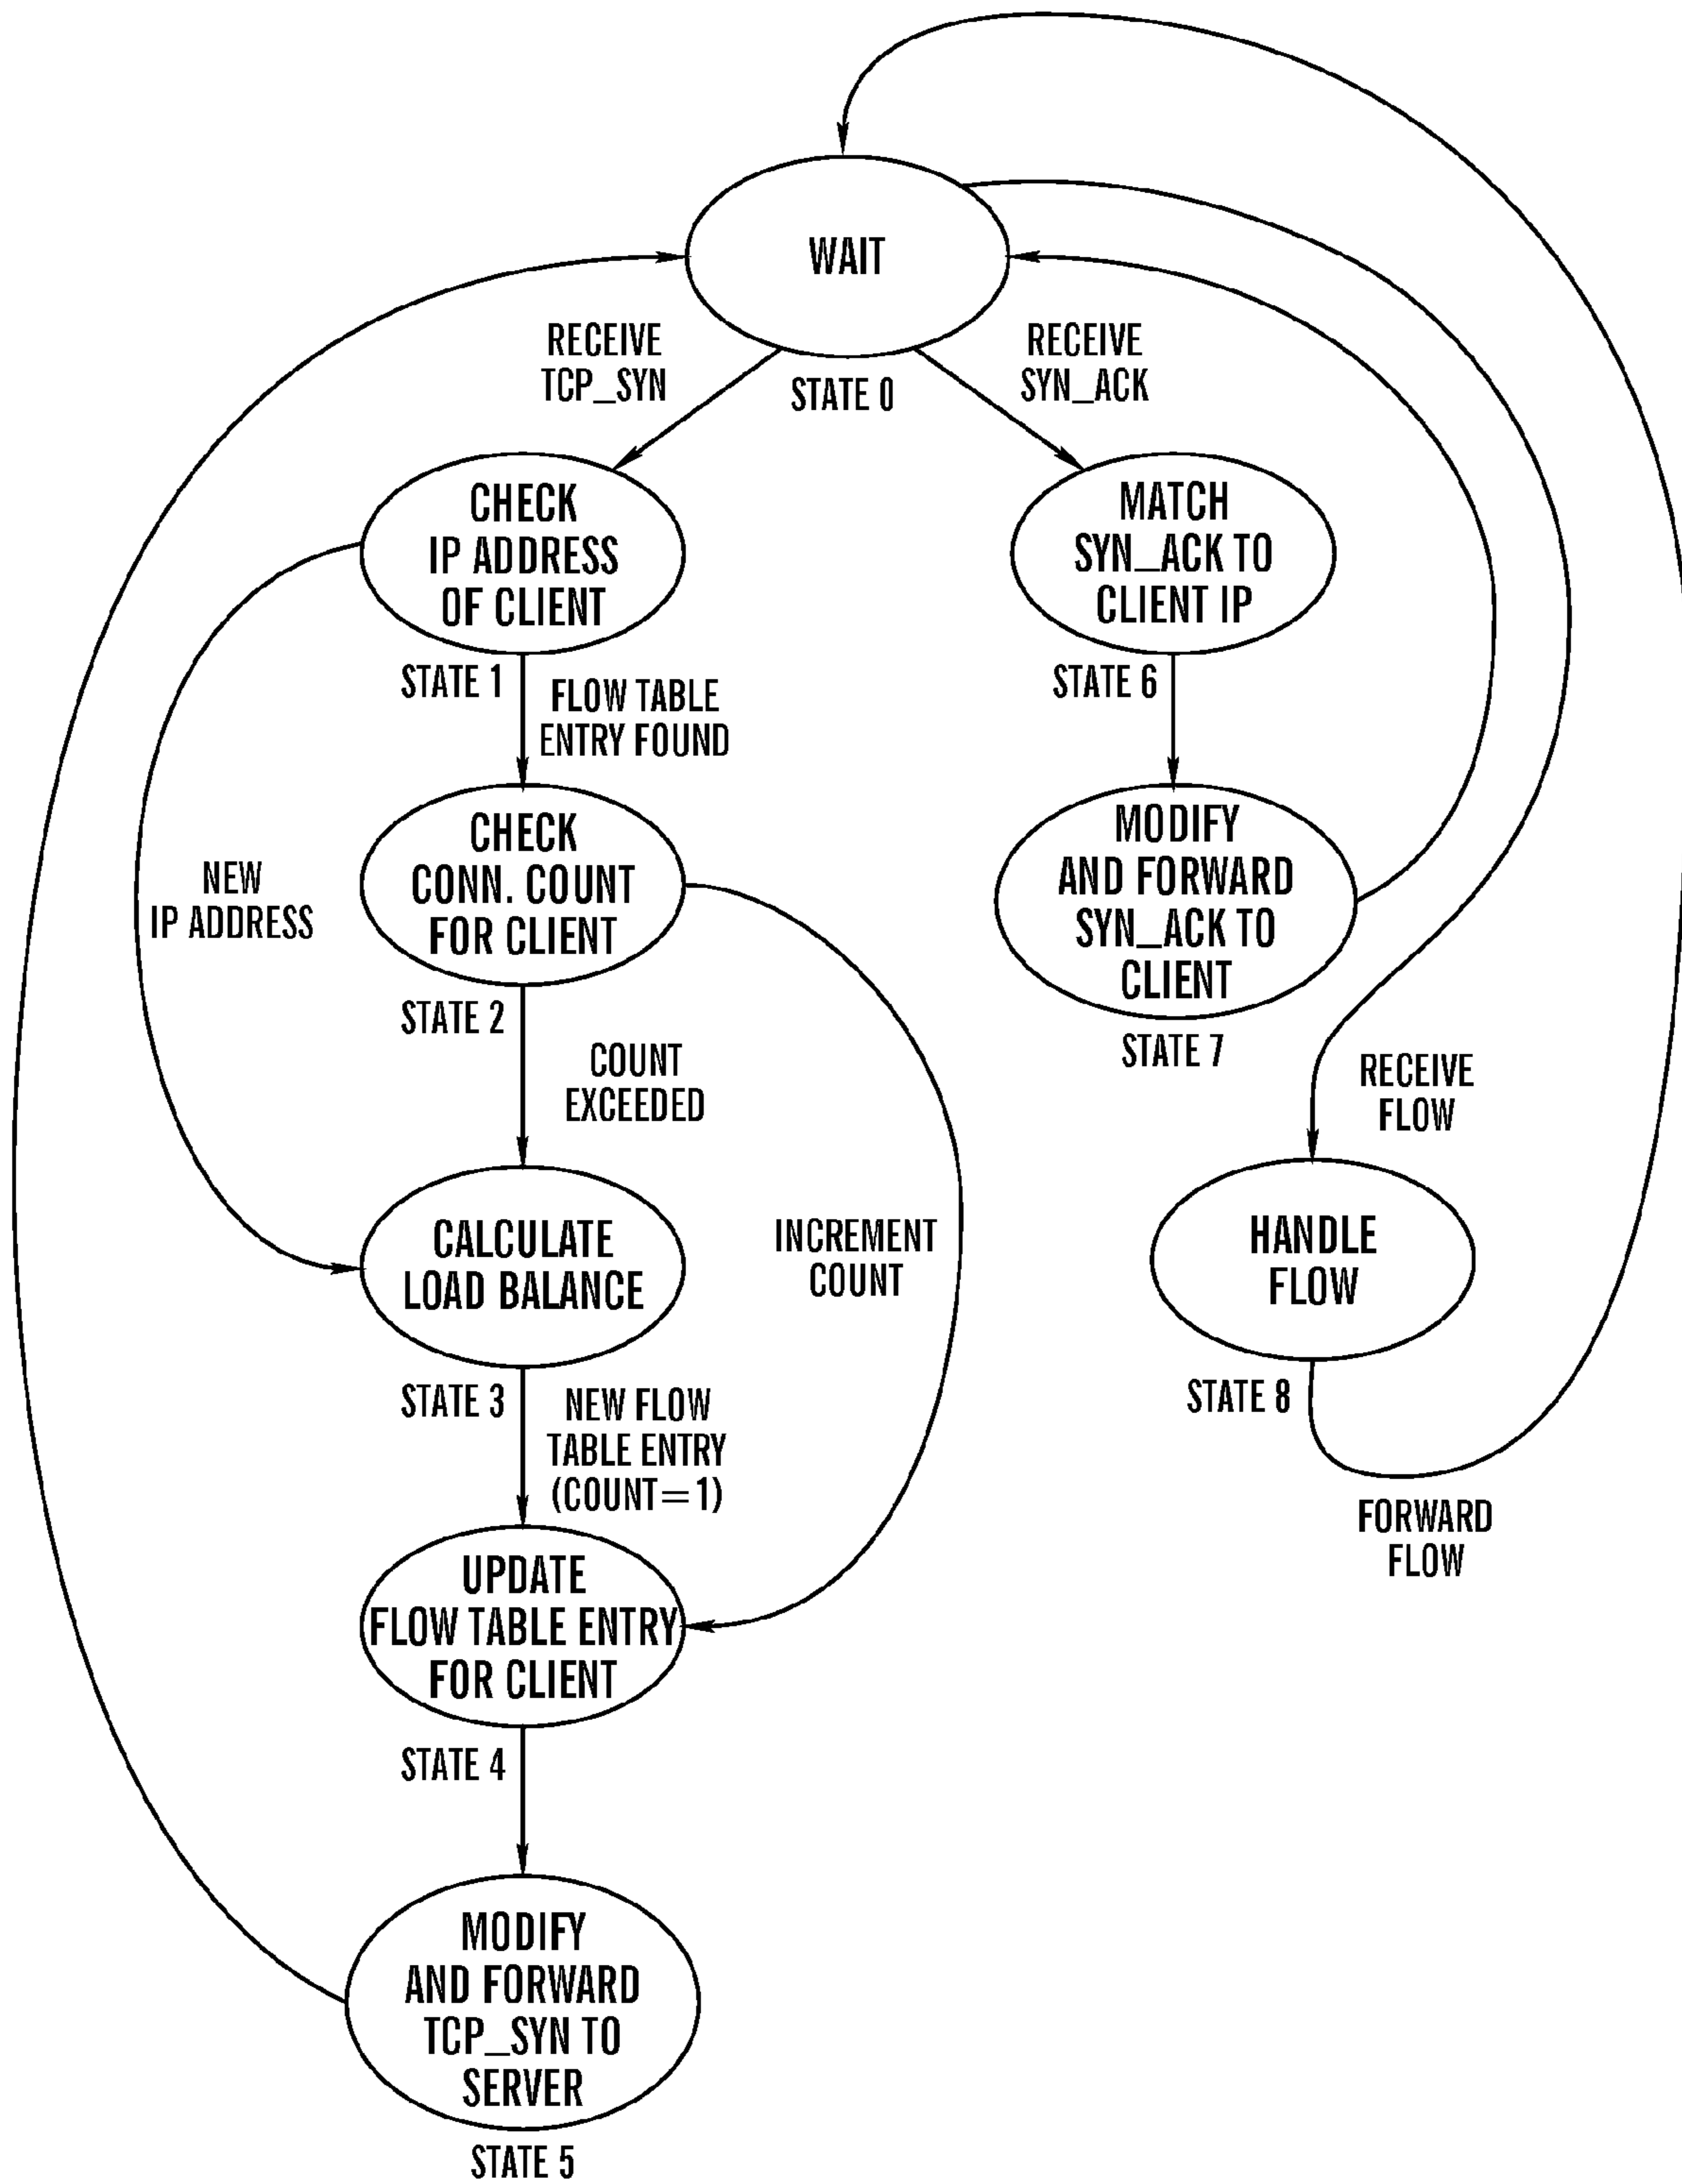 WAIT
STATE 0
RECEIVE
TCP_SYN
RECEIVE
SYN_ACK
CHECK
IP ADDRESS
OF CLIENT
STATE 1
MATCH
SYN_ACK TO
CLIENT IP
STATE 6
FLOW TABLE
ENTRY FOUND
NEW
IP ADDRESS
CHECK
CONN. COUNT
FOR CLIENT
STATE 2
MODIFY
AND FORWARD
SYN_ACK TO
CLIENT
STATE 7
COUNT
EXCEEDED
RECEIVE
FLOW
CALCULATE
LOAD BALANCE
STATE 3
INCREMENT
COUNT
HANDLE
FLOW
STATE 8
NEW FLOW
TABLE ENTRY
(COUNT=1)
FORWARD
FLOW
UPDATE
FLOW TABLE ENTRY
FOR CLIENT
STATE 4
MODIFY
AND FORWARD
TCP_SYN TO
SERVER
STATE 5